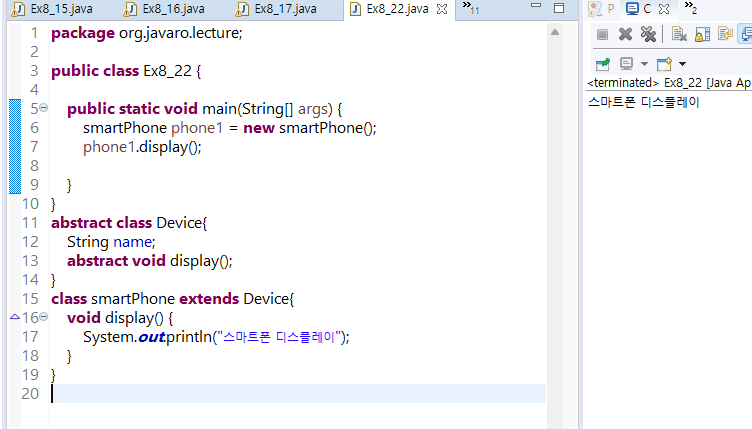 Ex8_15.java Ex8_16.java Ex8_17.java Ex8_22.java 11
1 package org.javaro.lecture;
2
3 public class Ex8_22 {
4
5 public static void main(String[] args) {
6 smartPhone phone1 = new smartPhone();
7 phone1.display();
8
9 }
10 }
11 abstract class Device{
12 String name;
13 abstract void display();
14 }
15 class smartPhone extends Device{
16 void display() {
17 System.out.println("스마트폰 디스플레이");
18 }
19 }
20
P C 2
<terminated> Ex8_22 [Java Ap
스마트폰 디스플레이